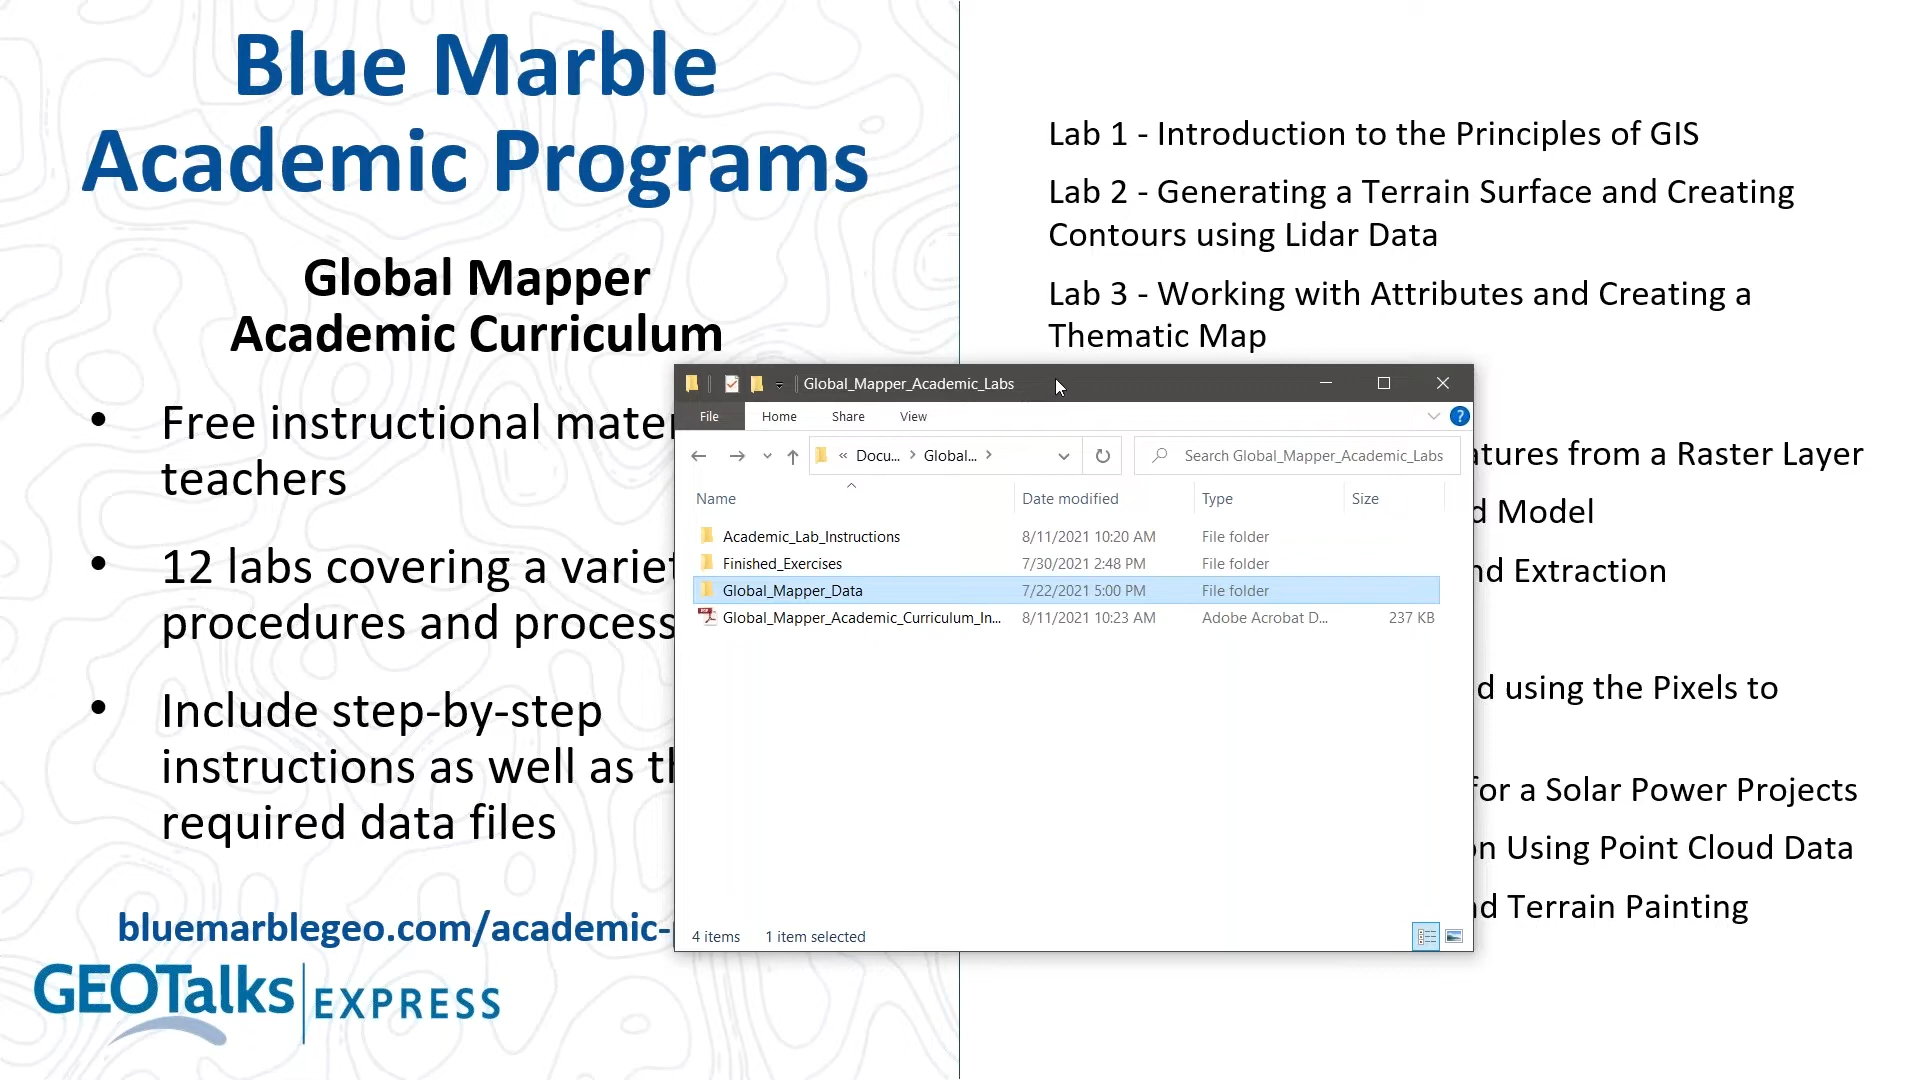 Blue Marble
Academic Programs
Global Mapper
Academic Curriculum
• Free instructional
teachers
• 12 labs covering a
procedures and
• Include step-by-step
instructions as well as
required data files
bluemarblegeo.com/academic-
GEOTalks EXPRESS
Lab 1 - Introduction to the Principles of GIS
Lab 2 - Generating a Terrain Surface and Creating
Contours using Lidar Data
Lab 3 - Working with Attributes and Creating a
Thematic Map
from a Raster Layer
Model
Extraction
using the Pixels to
for a Solar Power Projects
Using Point Cloud Data
Terrain Painting
Global_Mapper_Academic_Labs
File Home Share View
« Docu... > Global... >
Search Global_Mapper_Academic_Labs
Name Date modified Type Size
Academic_Lab_Instructions 8/11/2021 10:20 AM File folder
Finished_Exercises 7/30/2021 2:48 PM File folder
Global_Mapper_Data 7/22/2021 5:00 PM File folder
Global_Mapper_Academic_Curriculum_In... 8/11/2021 10:23 AM Adobe Acrobat D... 237 KB
4 items 1 item selected